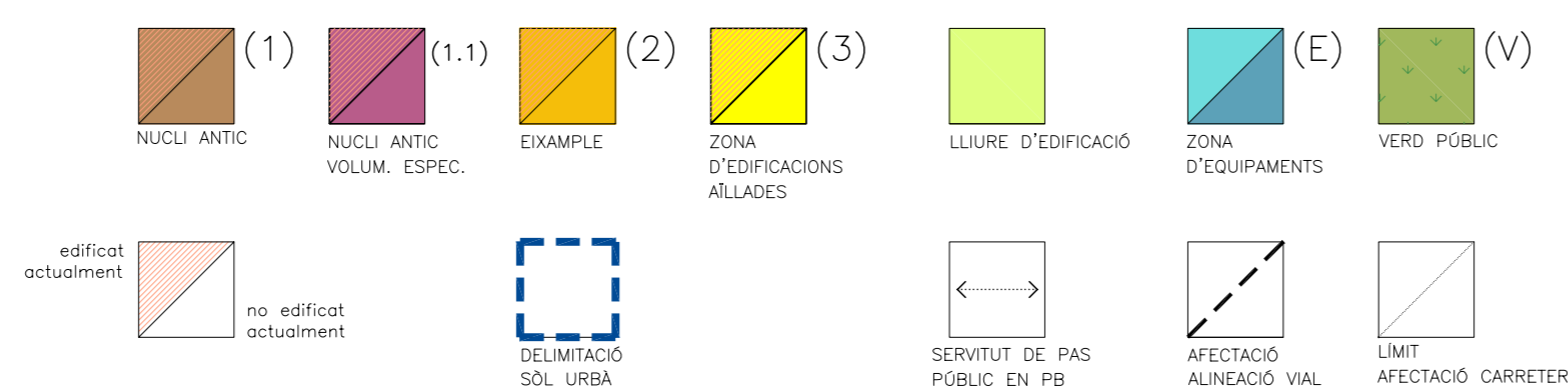 (1)
NUCLI ANTIC
(1.1)
NUCLI ANTIC
VOLUM. ESPEC.
(2)
EIXAMPLE
(3)
ZONA
D'EDIFICACIONS
AÏLLADES
LLIURE D'EDIFICACIÓ
(E)
ZONA
D'EQUIPAMENTS
(V)
VERD PÚBLIC
edificat
actualment
no edificat
actualment
DELIMITACIÓ
SÒL URBÀ
SERVITUT DE PAS
PÚBLIC EN PB
AFECTACIÓ
ALINEACIÓ VIAL
LÍMIT
AFECTACIÓ CARRETER